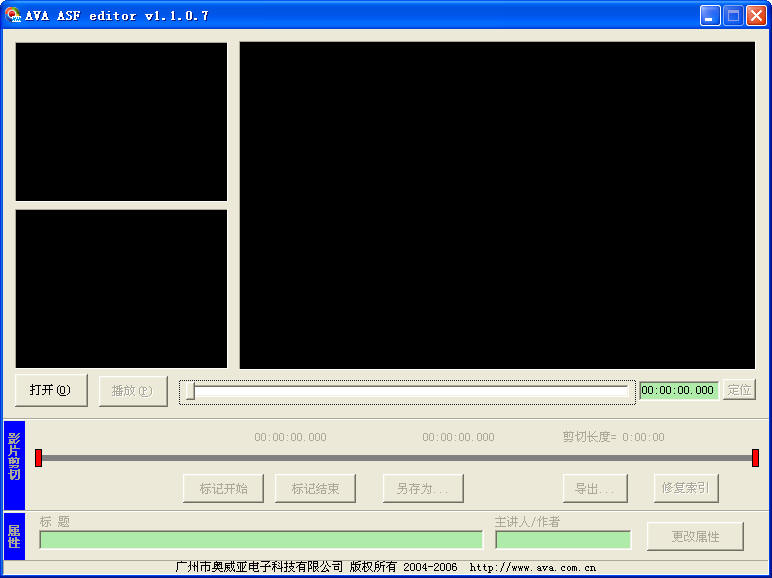 AVA ASF editor v1.1.0.7
打开(O) 播放(P) 00:00:00.000 定位
影片剪切
00:00:00.000 00:00:00.000 剪切长度= 0:00:00
标记开始 标记结束 另存为... 导出... 修复索引
属性
标 题 主讲人/作者
更改属性
广州市奥威亚电子科技有限公司 版权所有 2004-2006 http://www.ava.com.cn